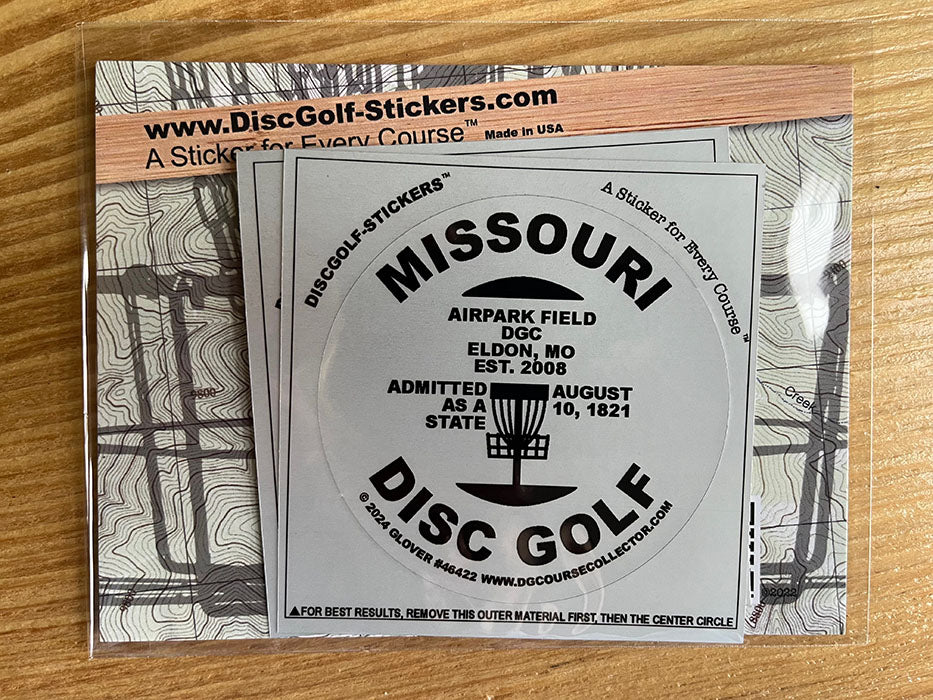 www.DiscGolf-Stickers.com
A Sticker for Every Course™ Made in USA
DISCGOLF-STICKERS™
A Sticker for Every Course™
MISSOURI
AIRPARK FIELD
DGC
ELDON, MO
EST. 2008
ADMITTED
AS A
STATE
AUGUST
10, 1821
DISC GOLF
© 2024 GLOVER #46422 WWW.DGCOURSECOLLECTOR.COM
▲FOR BEST RESULTS, REMOVE THIS OUTER MATERIAL FIRST, THEN THE CENTER CIRCLE
Creek
9800
©2022